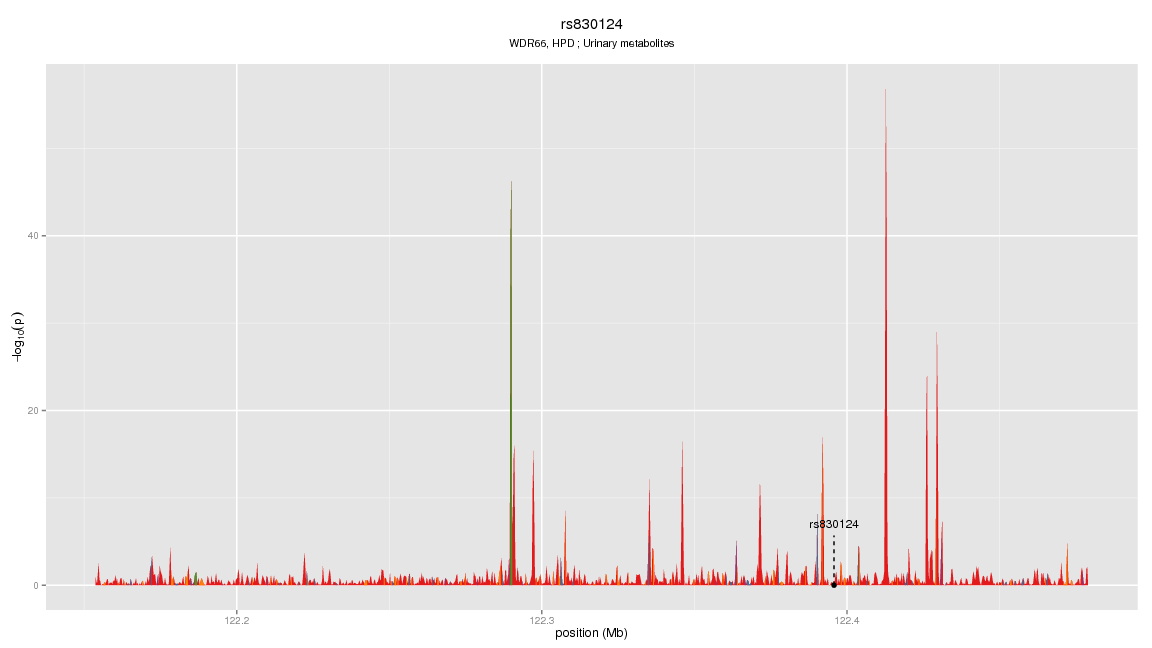 rs830124
WDR66, HPD ; Urinary metabolites
−log10(p)
40
20
0
rs830124
122.2
122.3
122.4
position (Mb)